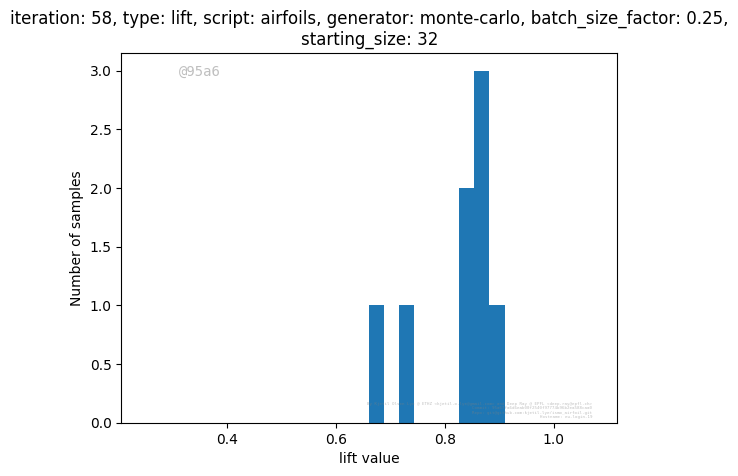 iteration: 58, type: lift, script: airfoils, generator: monte-carlo, batch_size_factor: 0.25,
starting_size: 32
@95a6
3.0
2.5
2.0
1.5
1.0
0.5
0.0
Number of samples
0.4
0.6
0.8
1.0
lift value